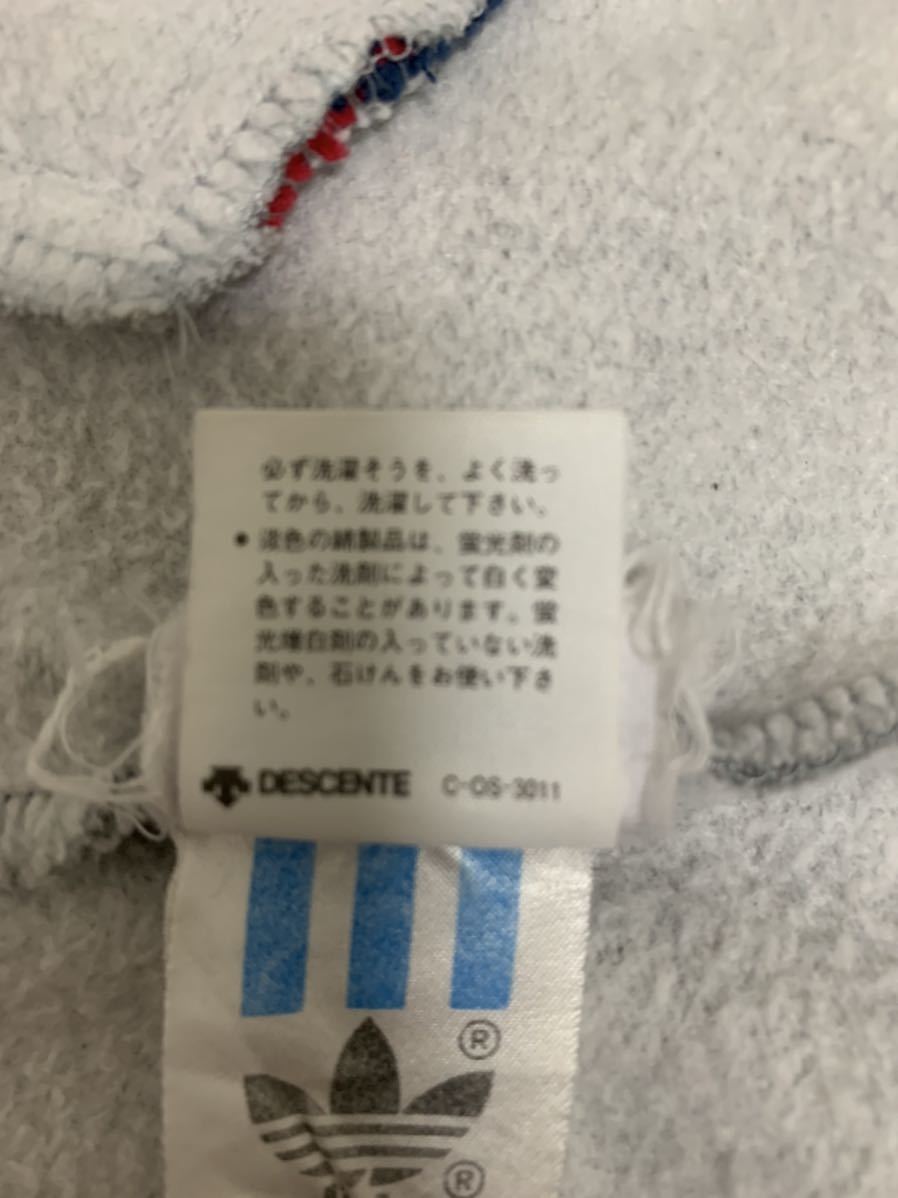 必ず洗濯そうを、よく洗っ
てから、洗濯して下さい。
• 淡色の綿製品は、蛍光剤の
入った洗剤によって白く変
色することがあります。蛍
光増白剤の入っていない洗
剤や、石けんをお使い下さ
い。
DESCENTE C-OS-3011
®
®